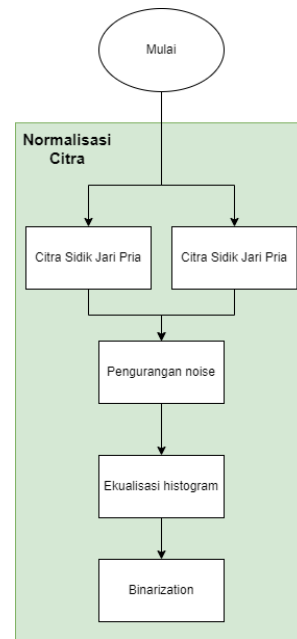 Mulai
Normalisasi
Citra
Citra Sidik Jari Pria
Citra Sidik Jari Pria
Pengurangan noise
Ekualisasi histogram
Binarization